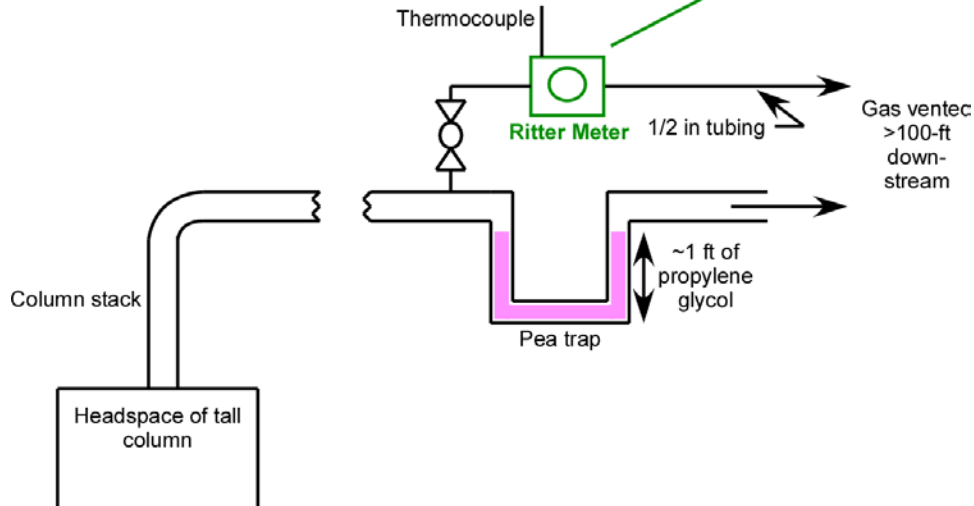 Thermocouple
Ritter Meter
1/2 in tubing
Gas ventec
>100-ft
down-
stream
~1 ft of
propylene
glycol
Column stack
Pea trap
Headspace of tall
column